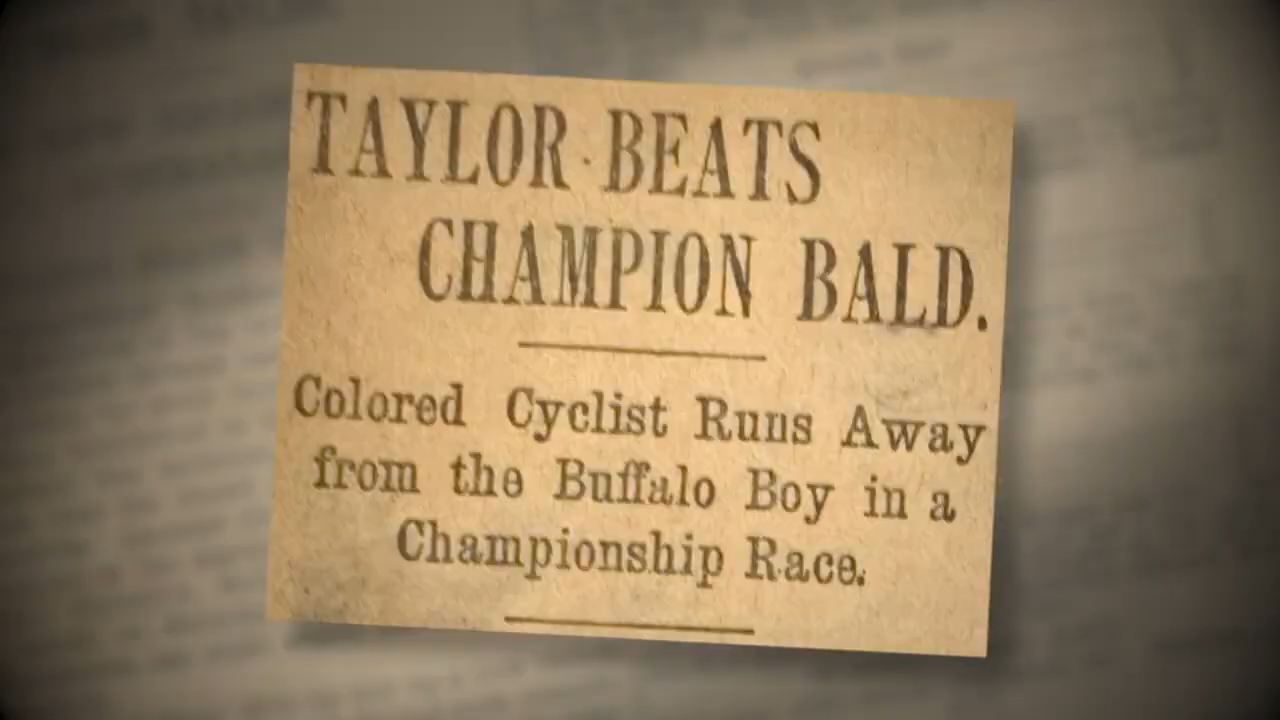 TAYLOR BEATS
CHAMPION BALD.
Colored Cyclist Runs Away
from the Buffalo Boy in a
Championship Race.